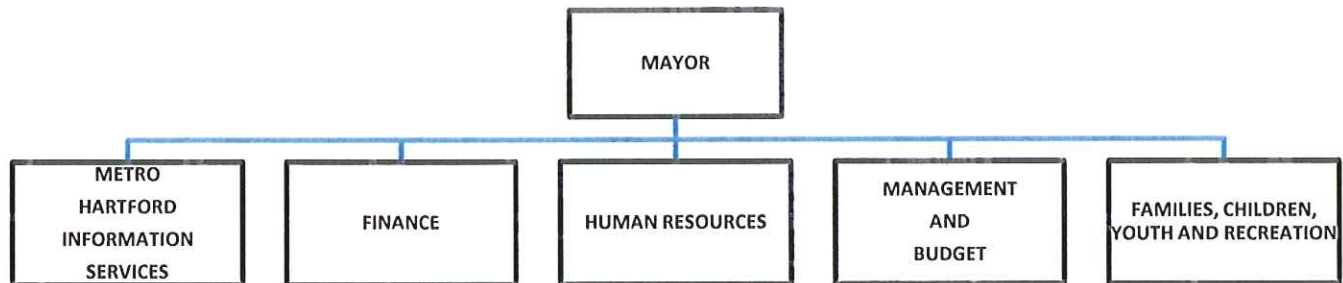 MAYOR
METRO
HARTFORD
INFORMATION
SERVICES
FINANCE
HUMAN RESOURCES
MANAGEMENT
AND
BUDGET
FAMILIES, CHILDREN,
YOUTH AND RECREATION